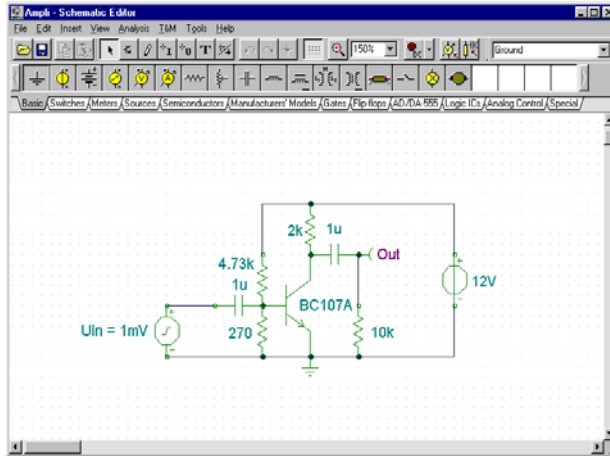 Ampli - Schematic Editor
File Edit Insert View Analysis T&M Tools Help
T 150% Ground
Basic Switches Meters Sources Semiconductors Manufacturers' Models Gates Flip-flops AD/DA-555 Logic ICs Analog Control Special
2k 1u
Out
4.73k
1u
12V
BC107A
Uin = 1mV 270 10k